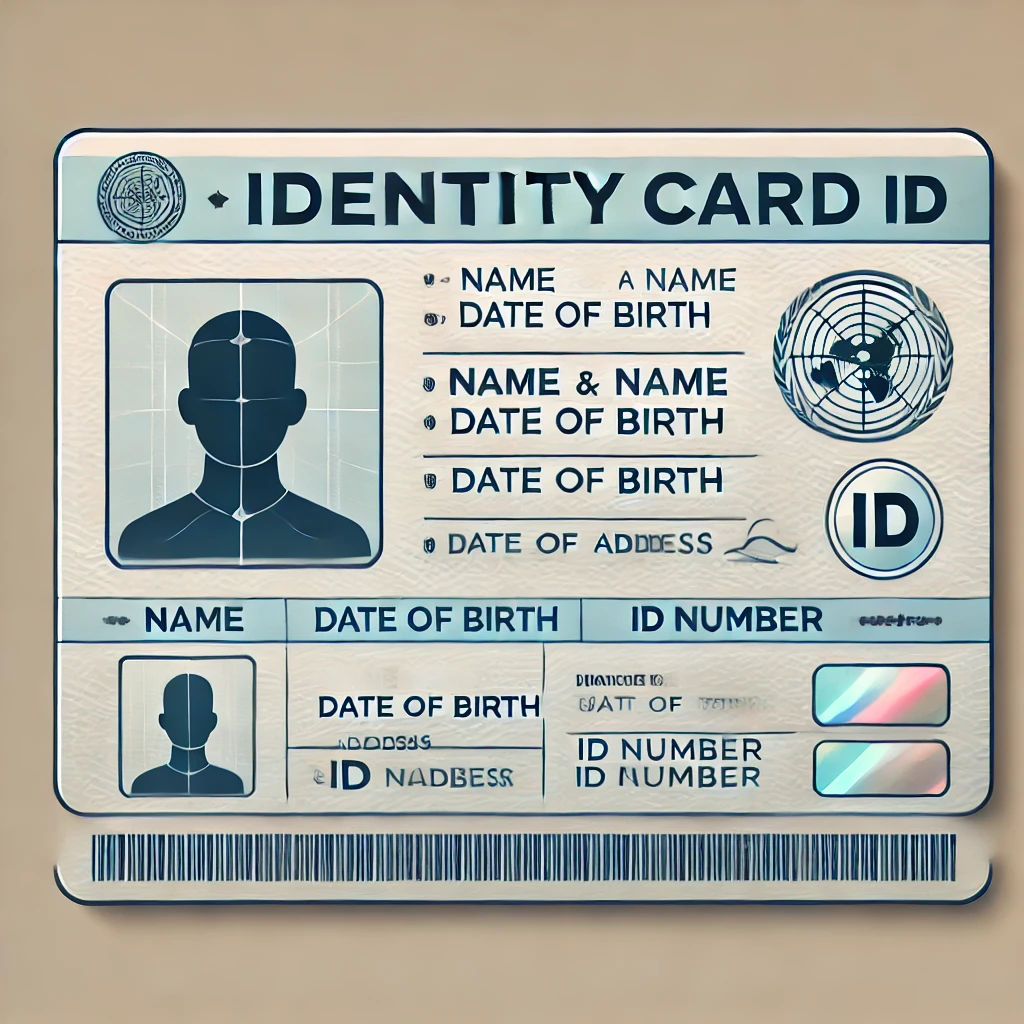 IDENTITY CARD ID
NAME A NAME
DATE OF BIRTH
NAME & NAME
DATE OF BIRTH
DATE OF BIRTH
DATE OF
ID
NAME DATE OF BIRTH ID NUMBER
DATE OF BIRTH
OF
ID NUMBER
ID NADBESS
ID NUMBER